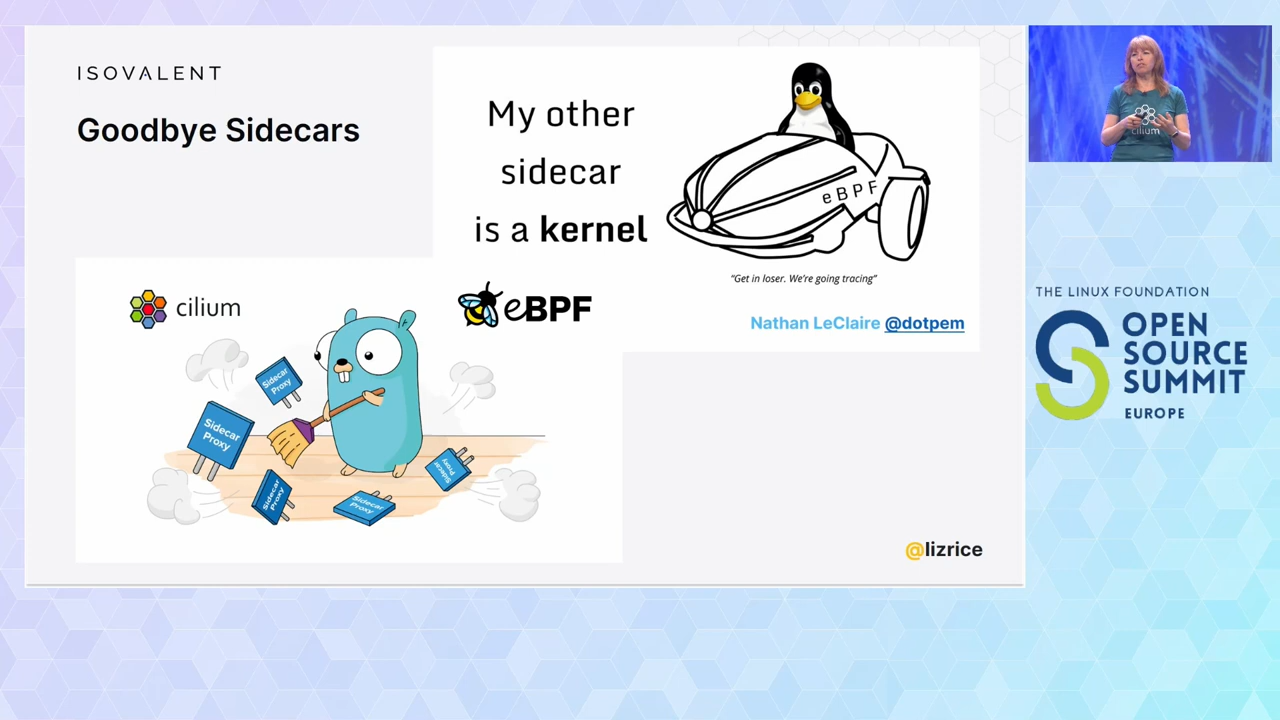 ISOVALENT
Goodbye Sidecars
My other
sidecar
is a kernel
eBPF
"Get in loser. We're going tracing"
Nathan LeClaire @dotpem
cilium
eBPF
Sidecar
Proxy
Sidecar
Proxy
Sidecar
Proxy
Sidecar
Proxy
Sidecar
Proxy
@lizrice
cilium
THE LINUX FOUNDATION
OPEN
SOURCE
SUMMIT
EUROPE